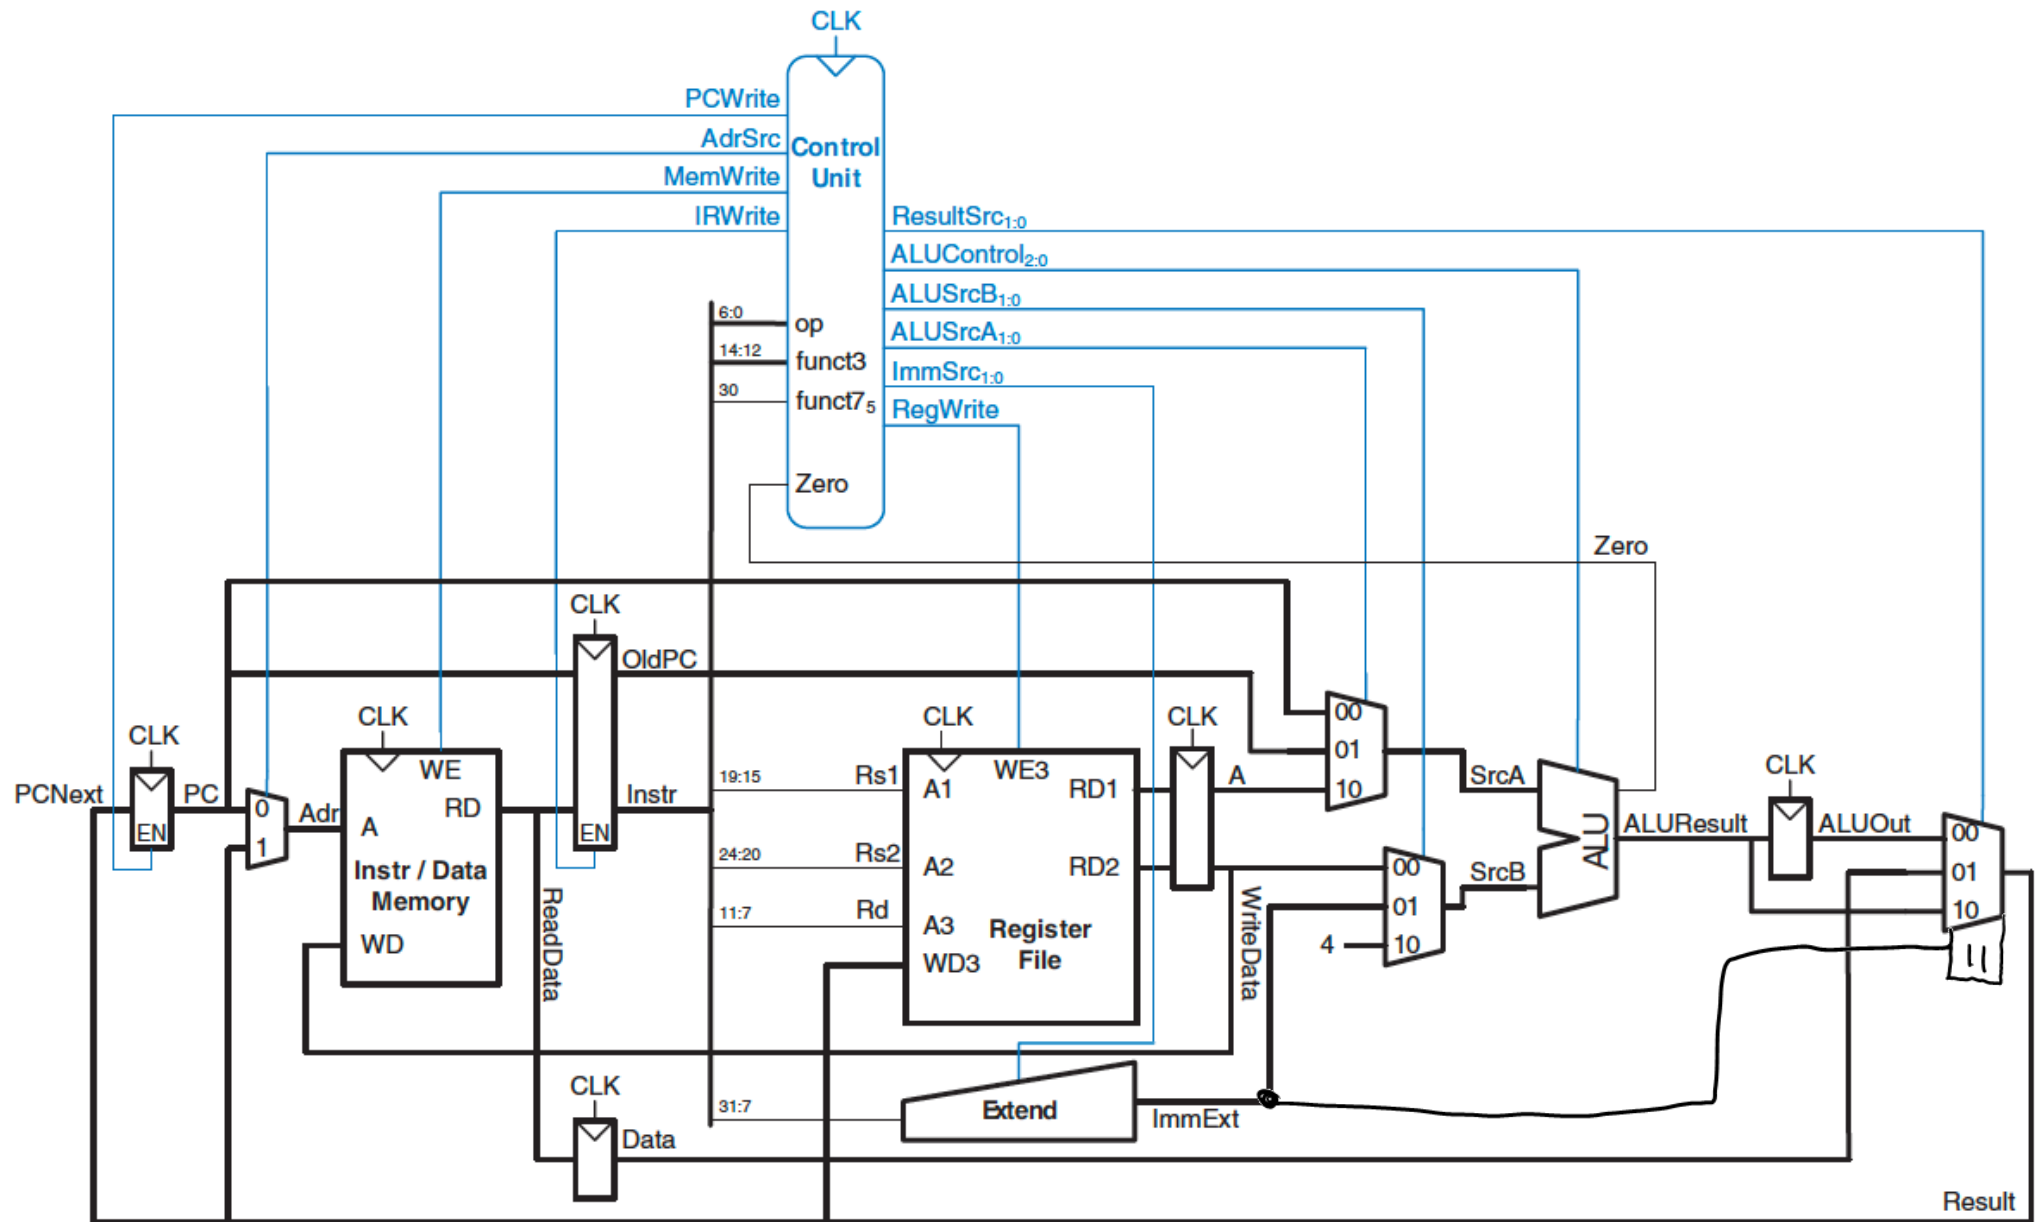 CLK
PCWrite
AdrSrc
Control
Unit
MemWrite
IRWrite
ResultSrc1:0
ALUControl2:0
ALUSrcB1:0
ALUSrcA1:0
ImmSrc1:0
RegWrite
6:0
op
14:12
funct3
30
funct75
Zero
Zero
CLK
OldPC
CLK
PCNext
EN
PC
0
1
Adr
CLK
WE
A
RD
Instr / Data
Memory
WD
EN
Instr
ReadData
19:15
Rs1
24:20
Rs2
11:7
Rd
31:7
CLK
WE3
A1
RD1
A2
RD2
A3
WD3
Register
File
CLK
A
WriteData
00
01
10
SrcA
00
01
4
10
SrcB
ALU
ALUResult
CLK
ALUOut
00
01
10
11
Extend
ImmExt
CLK
Data
Result